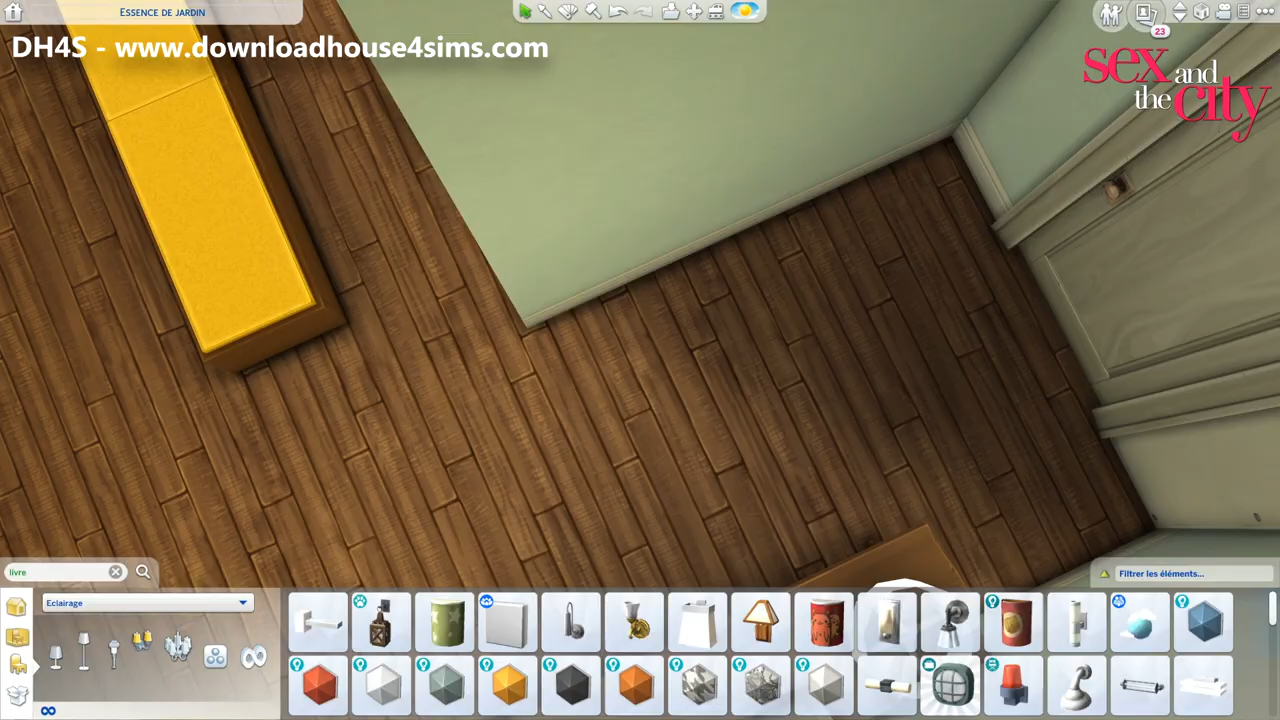 ESSENCE DE JARDIN
DH4S - www.downloadhouse4sims.com
23
sex and
the city
livre
Filtrer les éléments...
Eclairage